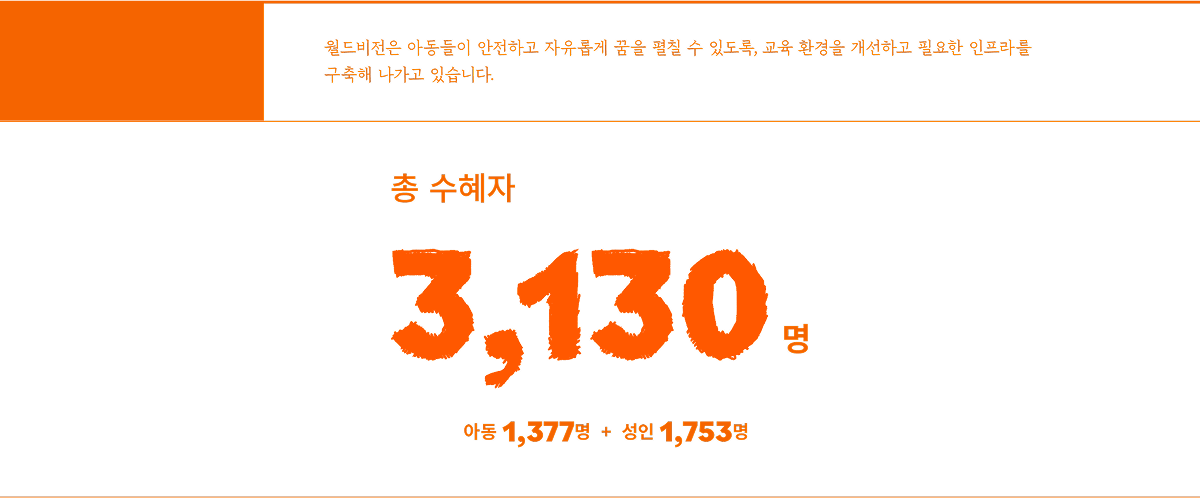 월드비전은 아동들이 안전하고 자유롭게 꿈을 펼칠 수 있도록, 교육 환경을 개선하고 필요한 인프라를
구축해 나가고 있습니다.
총 수혜자
3,130 명
아동 1,377명 + 성인 1,753명